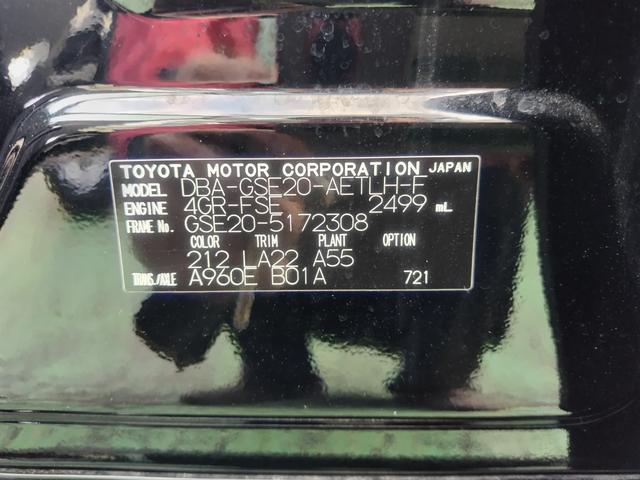 TOYOTA MOTOR CORPORATION JAPAN
MODEL DBA-GSE20-AETLH-F
ENGINE 4GR-FSE 2499 mL
FRAME No. GSE20-5172308
COLOR TRIM PLANT OPTION
212 LA22 A55
TRANS./AXLE A960E B01A 721